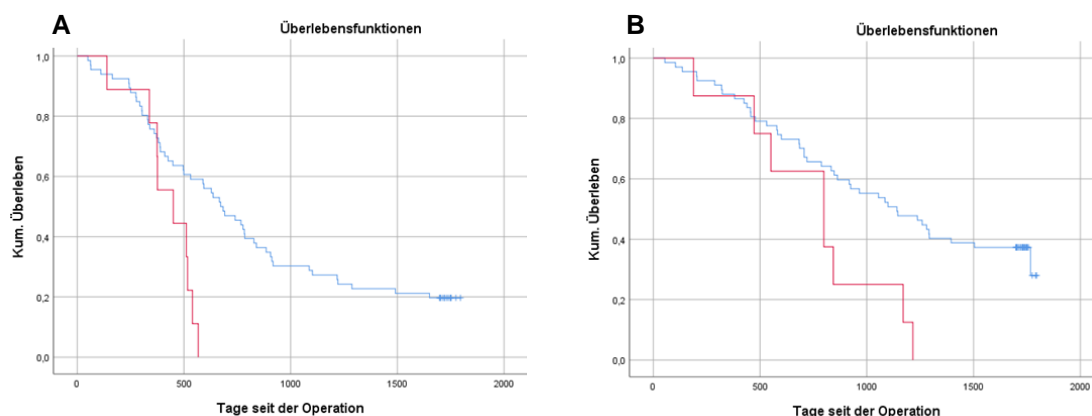 A
Überlebensfunktionen
1,0
0,8
0,6
0,4
0,2
0,0
Kum. Überleben
0
500
1000
1500
2000
Tage seit der Operation
B
Überlebensfunktionen
1,0
0,8
0,6
0,4
0,2
0,0
Kum. Überleben
0
500
1000
1500
2000
Tage seit der Operation